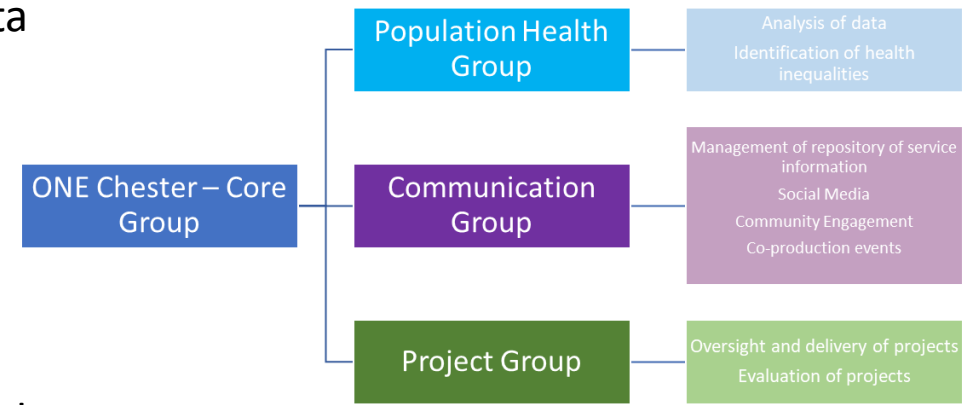 ta
Population Health
Group
Analysis of data
Identification of health
inequalities
ONE Chester – Core
Group
Communication
Group
Management of repository of service
information
Social Media
Community Engagement
Co-production events
Project Group
Oversight and delivery of projects
Evaluation of projects